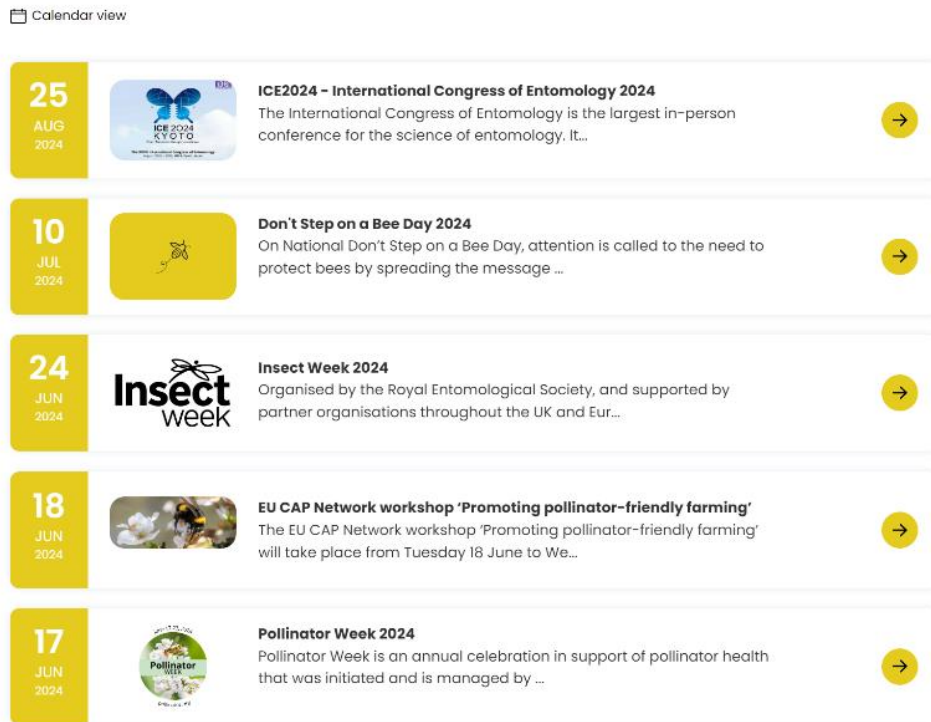 Calendar view
25
AUG
2024
ICE 2024
KYOTO
ICE2024 - International Congress of Entomology 2024
The International Congress of Entomology is the largest in-person
conference for the science of entomology. It...
10
JUL
2024
Don't Step on a Bee Day 2024
On National Don’t Step on a Bee Day, attention is called to the need to
protect bees by spreading the message ...
24
JUN
2024
Insect
week
Insect Week 2024
Organised by the Royal Entomological Society, and supported by
partner organisations throughout the UK and Eur...
18
JUN
2024
EU CAP Network workshop ‘Promoting pollinator-friendly farming’
The EU CAP Network workshop ‘Promoting pollinator-friendly farming’
will take place from Tuesday 18 June to We...
17
JUN
2024
Pollinator
WEEK
Pollinator Week 2024
Pollinator Week is an annual celebration in support of pollinator health
that was initiated and is managed by ...